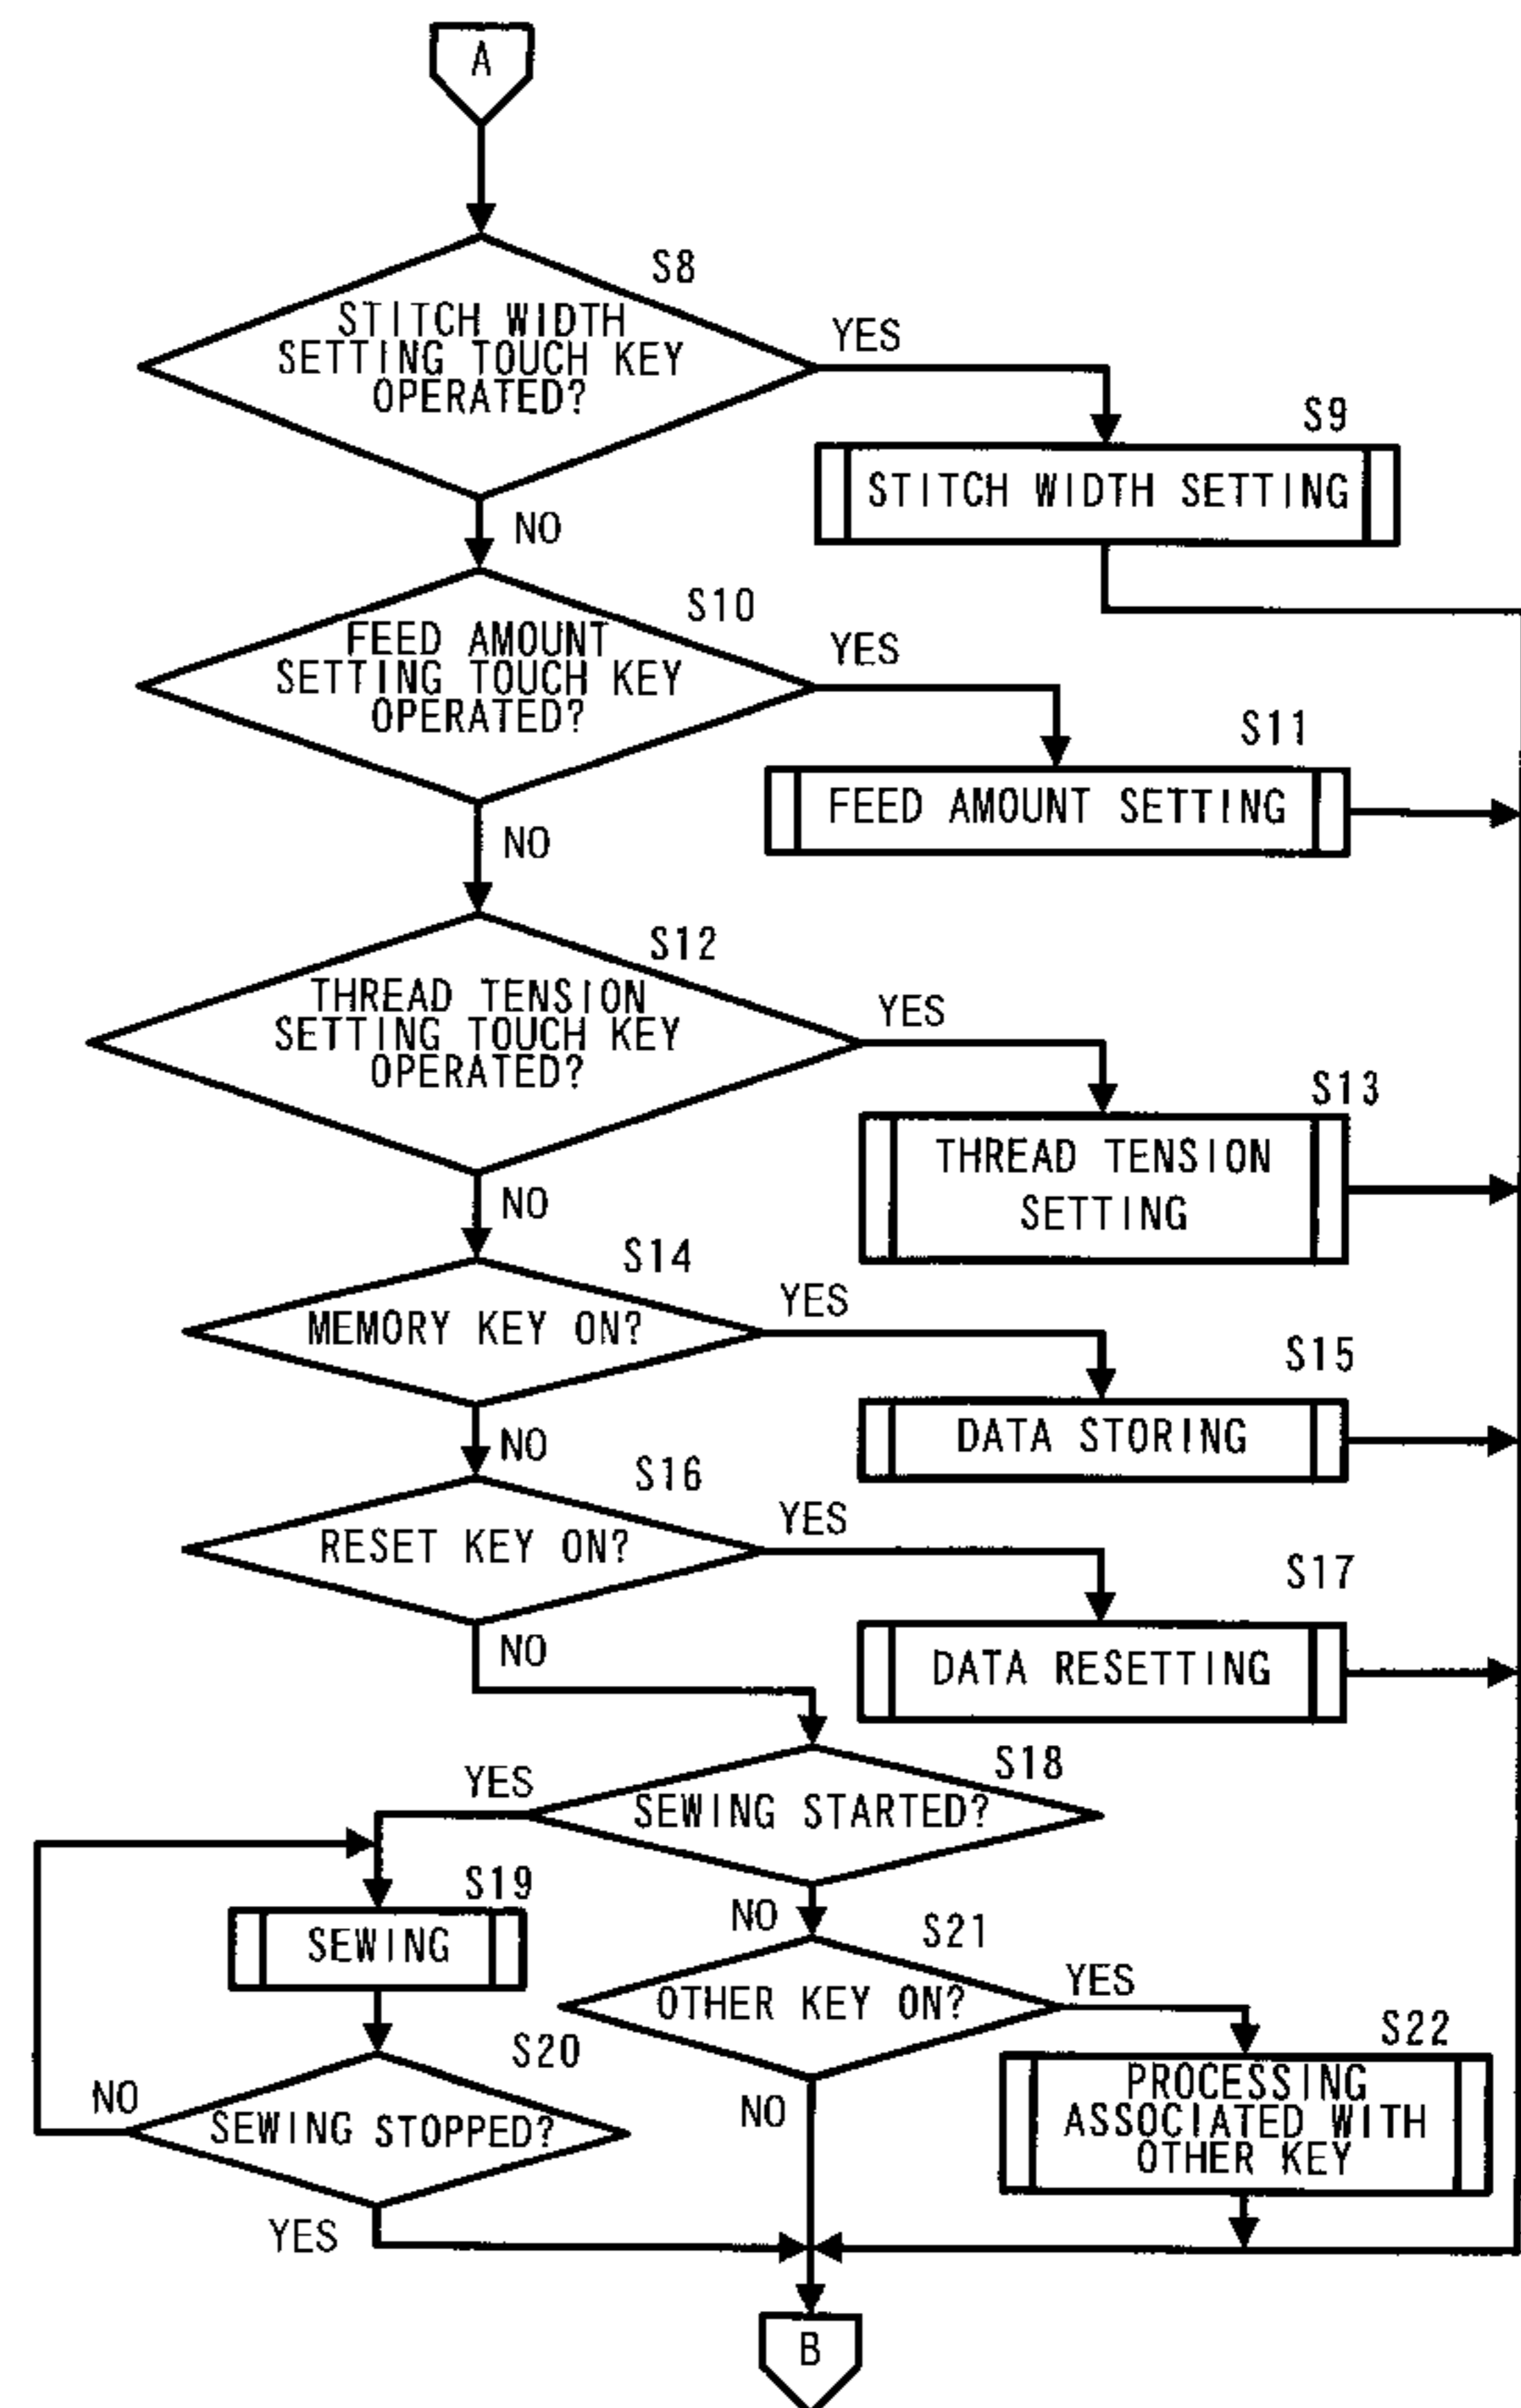 A
S8
STITCH WIDTH
SETTING TOUCH KEY
OPERATED?
YES
S9
STITCH WIDTH SETTING
NO
S10
FEED AMOUNT
SETTING TOUCH KEY
OPERATED?
YES
S11
FEED AMOUNT SETTING
NO
S12
THREAD TENSION
SETTING TOUCH KEY
OPERATED?
YES
S13
THREAD TENSION
SETTING
NO
S14
MEMORY KEY ON?
YES
S15
DATA STORING
NO
S16
RESET KEY ON?
YES
S17
DATA RESETTING
NO
S18
SEWING STARTED?
YES
S19
SEWING
NO
S21
OTHER KEY ON?
YES
S22
PROCESSING
ASSOCIATED WITH
OTHER KEY
S20
SEWING STOPPED?
NO
NO
YES
B